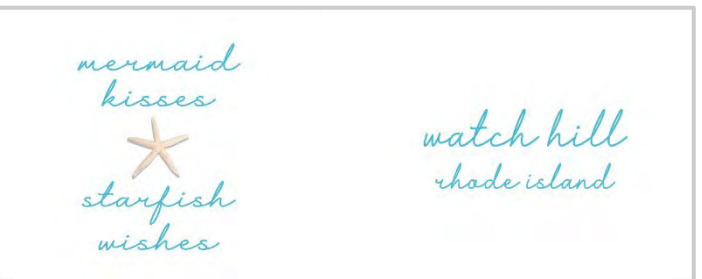 mermaid
kisses
starfish
wishes
watch hill
rhode island